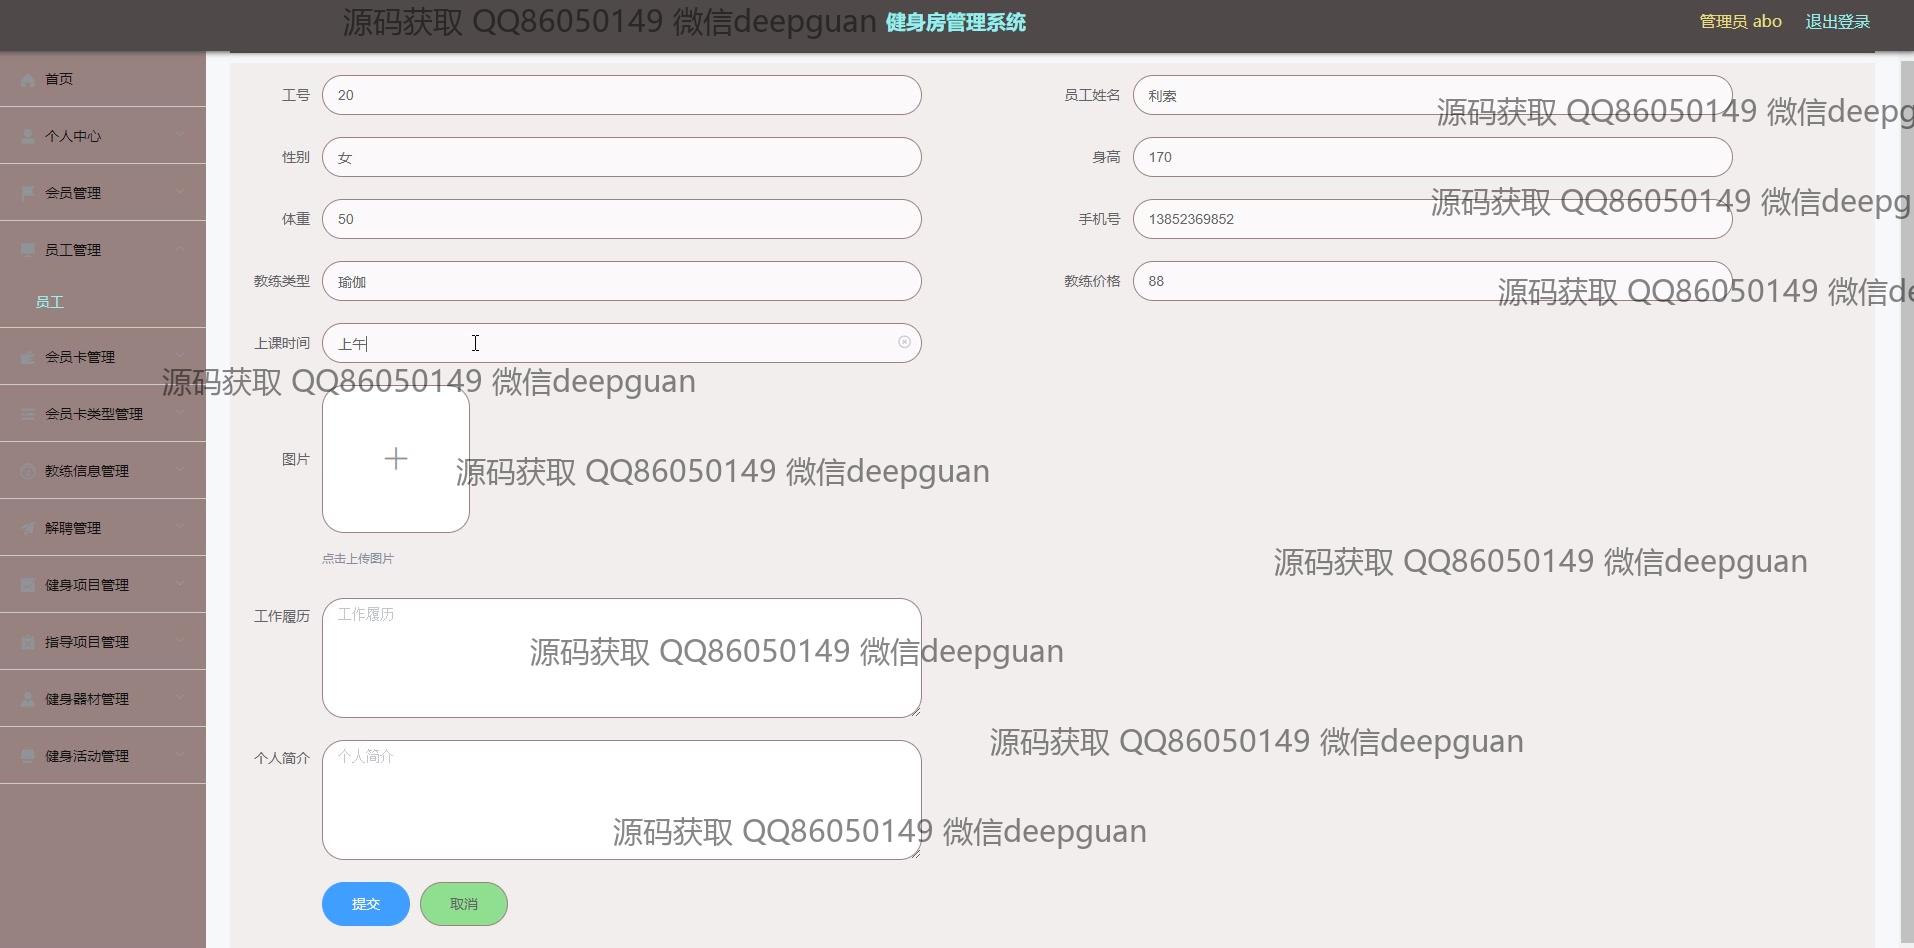 源码获取 QQ86050149 微信deepguan
健身房管理系统
管理员 abo
退出登录
首页
个人中心
会员管理
员工管理
员工
会员卡管理
会员卡类型管理
教练信息管理
解聘管理
健身项目管理
指导项目管理
健身器材管理
健身活动管理
工号 20
员工姓名 利索
源码获取 QQ86050149 微信deepg
性别 女
身高 170
源码获取 QQ86050149 微信deepg
体重 50
手机号 13852369852
教练类型 瑜伽
教练价格 88
源码获取 QQ86050149 微信de
上课时间 上午
源码获取 QQ86050149 微信deepguan
图片
源码获取 QQ86050149 微信deepguan
点击上传图片
源码获取 QQ86050149 微信deepguan
工作履历 工作履历
源码获取 QQ86050149 微信deepguan
源码获取 QQ86050149 微信deepguan
个人简介 个人简介
源码获取 QQ86050149 微信deepguan
提交
取消